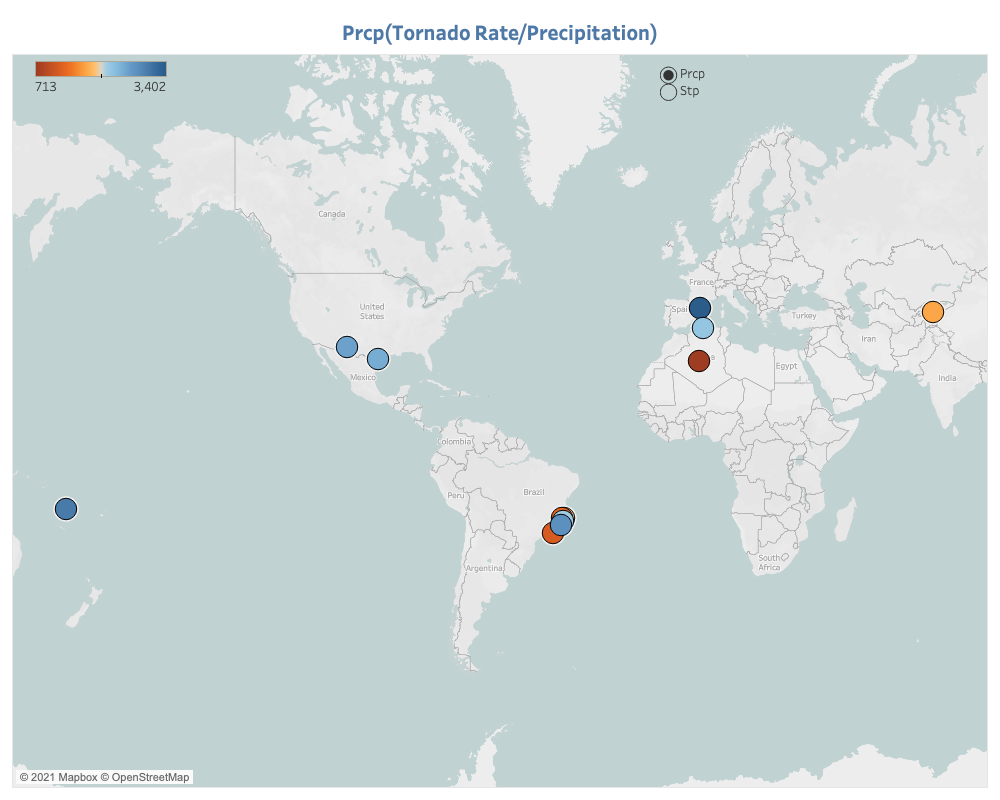 Prcp(Tornado Rate/Precipitation)
713 3,402
Prcp
Stp
Canada
United
States
Mexico
Colombia
Peru
Brazil
Argentina
France
Spa
Turkey
Iran
Egypt
India
South
Africa
© 2021 Mapbox © OpenStreetMap